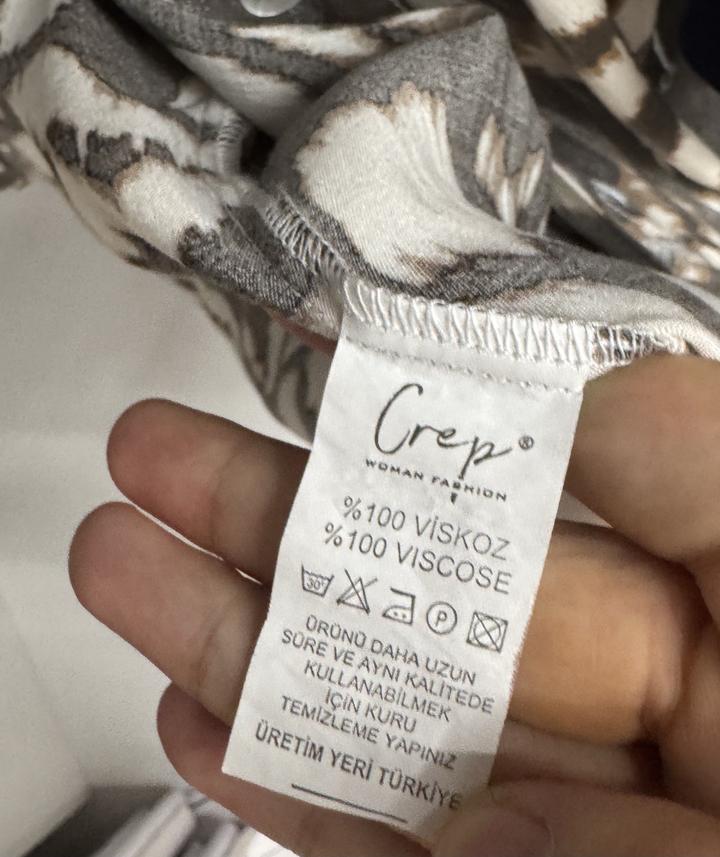 Crep®
WOMAN FASHION
%100 VİSKOZ
%100 VISCOSE
30° P
ÜRÜNÜ DAHA UZUN
SÜRE VE AYNI KALİTEDE
KULLANABİLMEK
İÇİN KURU
TEMİZLEME YAPINIZ
ÜRETİM YERİ TÜRKİYE